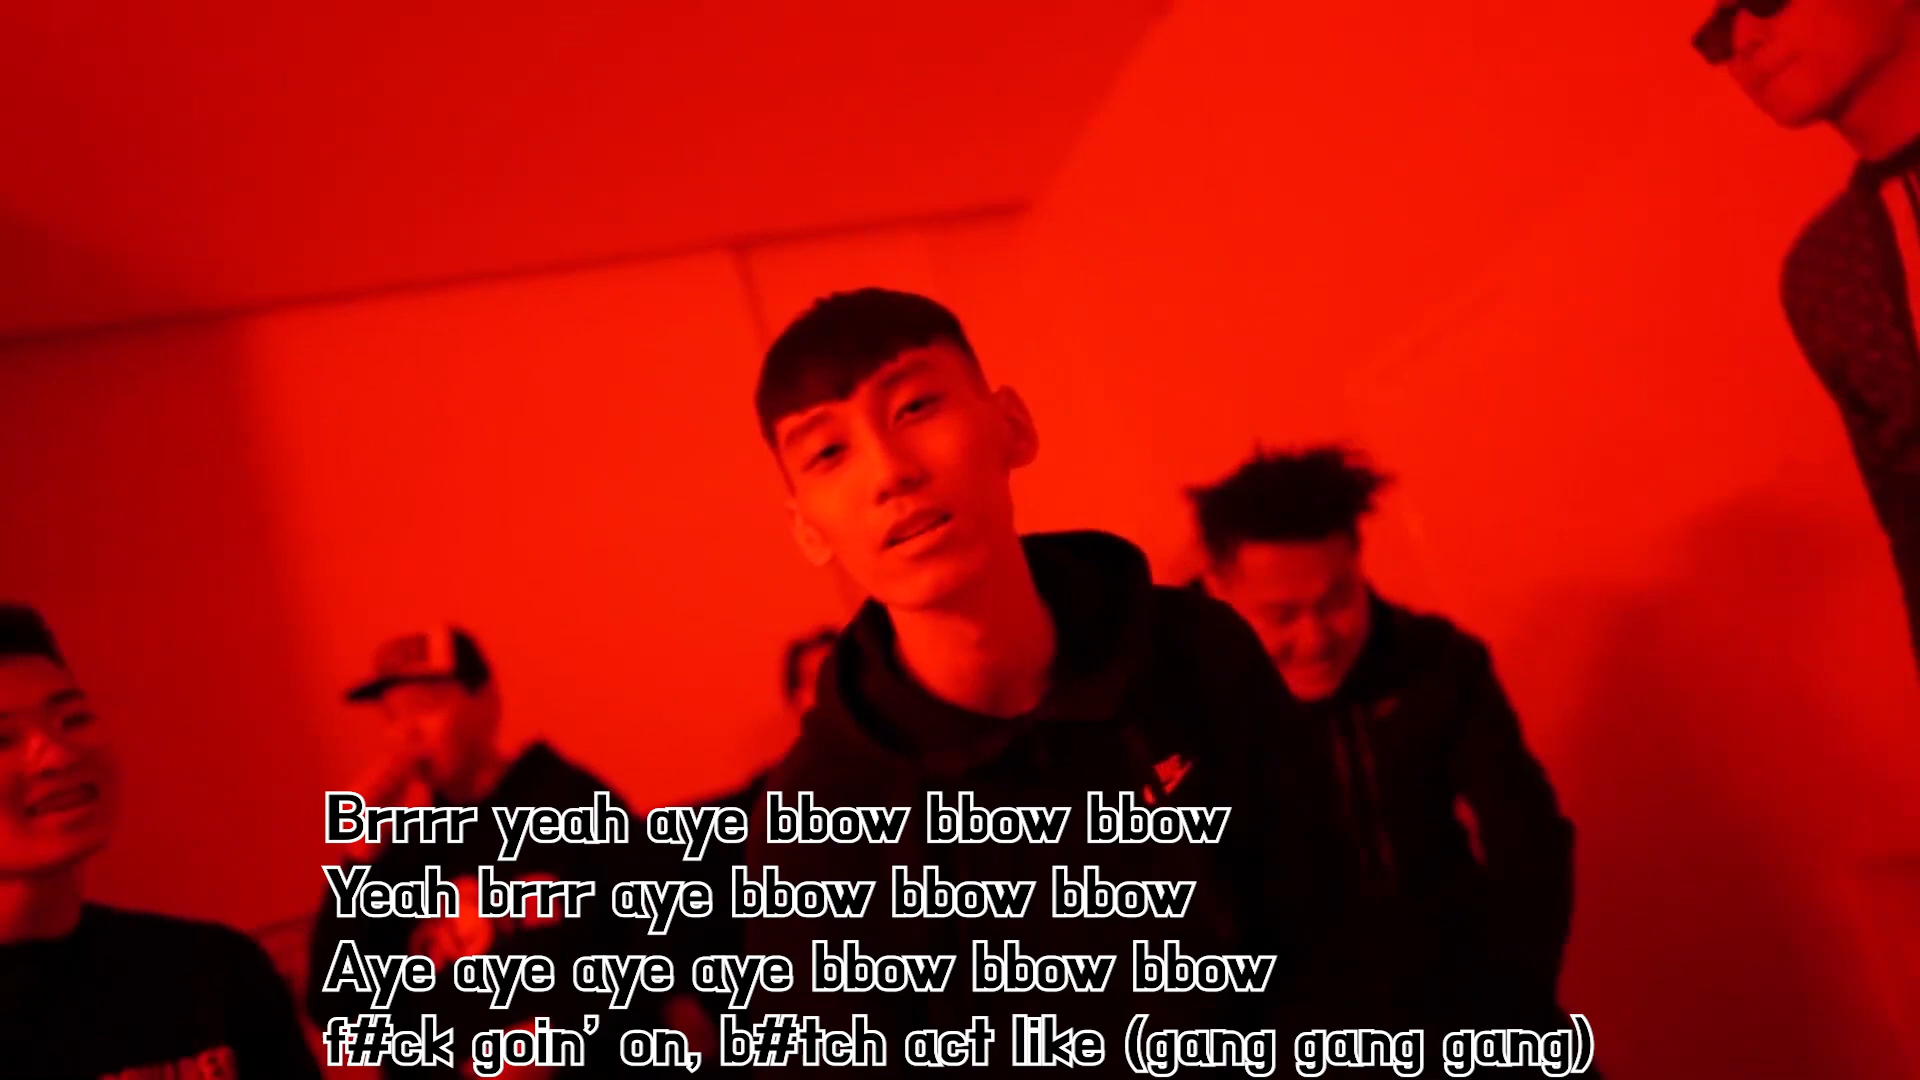 Brrrr yeah aye bbow bbow bbow
Yeah brrr aye bbow bbow bbow
Aye aye aye aye bbow bbow bbow
f#ck goin’ on, b#tch act like (gang gang gang)